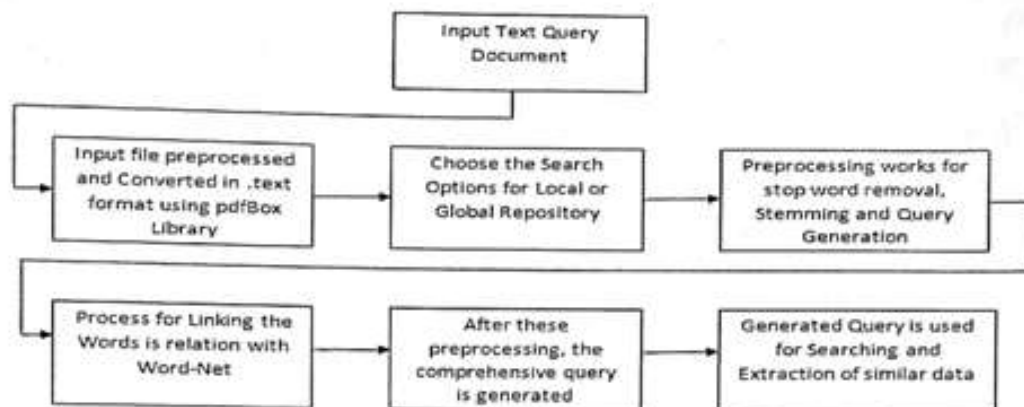 Input Text Query
Document
Input file preprocessed
and Converted in .text
format using pdfBox
Library
Choose the Search
Options for Local or
Global Repository
Preprocessing works for
stop word removal,
Stemming and Query
Generation
Process for Linking the
Words is relation with
Word-Net
After these
preprocessing, the
comprehensive query
is generated
Generated Query is used
for Searching and
Extraction of similar data